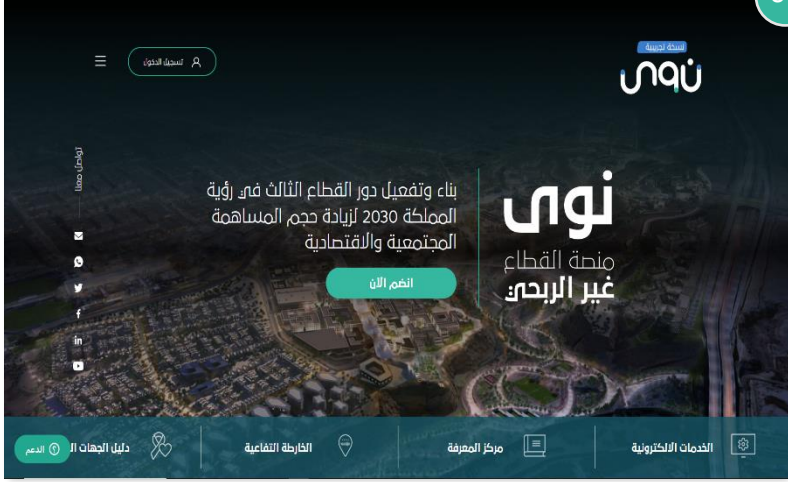 نسخة تجريبية
نوى
تسجيل الدخول
تواصل معنا
نوى
منصة القطاع
غير الربحي
بناء وتفعيل دور القطاع الثالث في رؤية
المملكة 2030 لزيادة حجم المساهمة
المجتمعية والاقتصادية
انضم الآن
الخدمات الالكترونية
مركز المعرفة
الخارطة التفاعية
دليل الجهات
الدعم